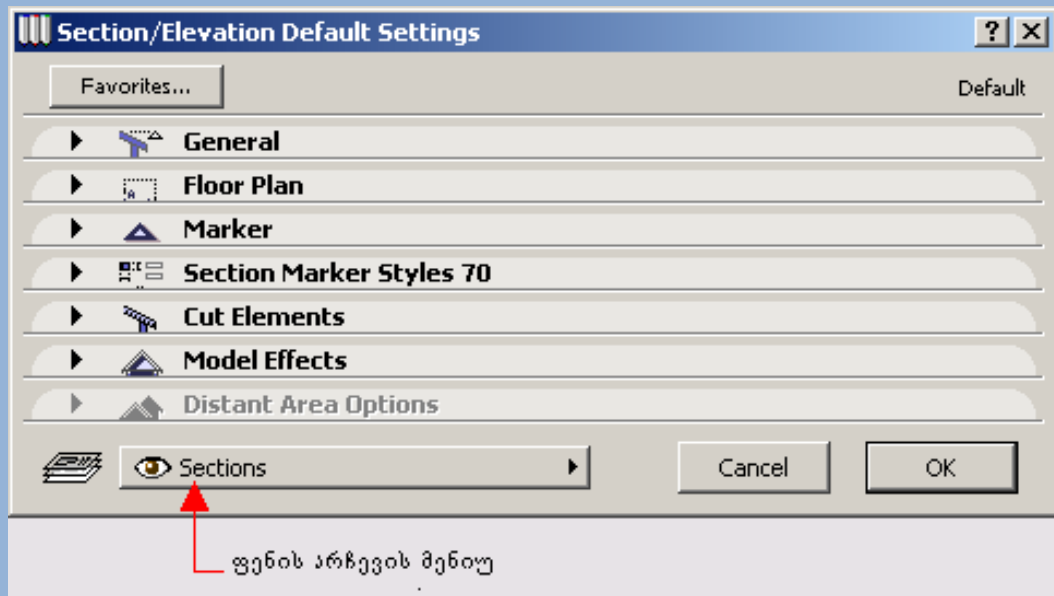 Section/Elevation Default Settings
Favorites...
Default
General
Floor Plan
Marker
Section Marker Styles 70
Cut Elements
Model Effects
Distant Area Options
Sections
Cancel
OK
ფენის არჩევის მენიუ